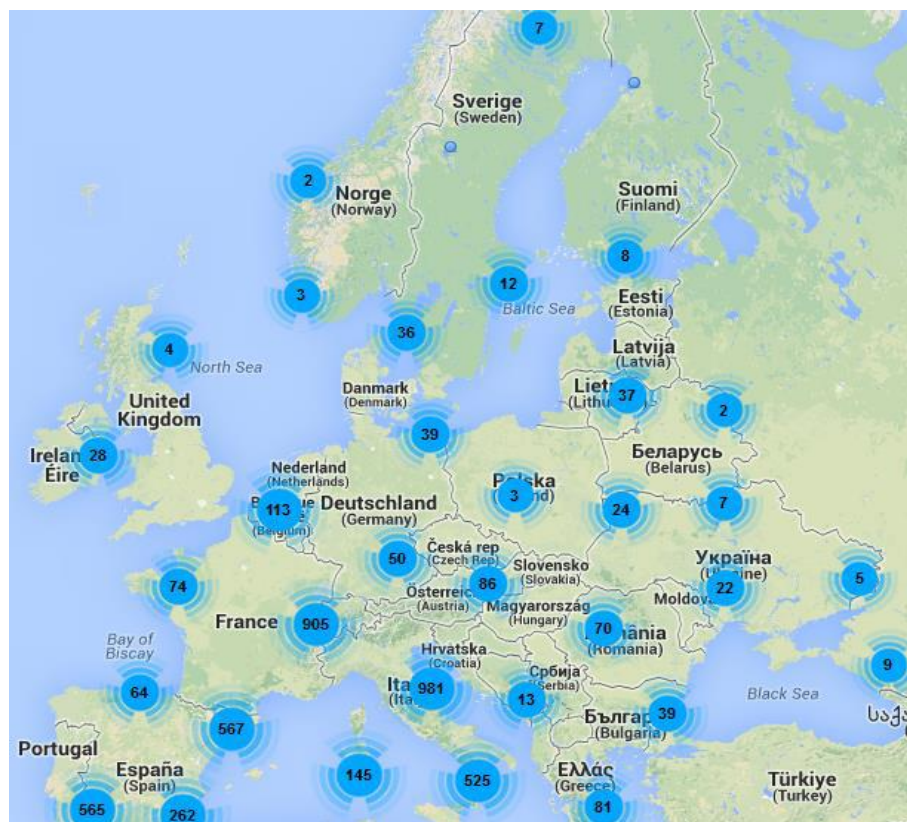 7
Sverige
(Sweden)
2
Norge
(Norway)
Suomi
(Finland)
8
12
3
Baltic Sea
Eesti
(Estonia)
36
4
North Sea
Latvija
(Latvia)
Danmark
(Denmark)
37
2
United
Kingdom
39
28
Éire
Беларусь
(Belarus)
Nederland
(Netherlands)
3
113
Deutschland
(Germany)
24
7
(Belgium)
50
Česká rep
(Czech Rep)
Slovensko
(Slovakia)
Україна
5
74
86
22
(Austria)
Magyarország
(Hungary)
France
905
70
(Romania)
Bay of
Biscay
Hrvatska
(Croatia)
9
64
981
Србија
13
Black Sea
39
567
(Bulgaria)
Portugal
España
(Spain)
145
525
Ελλάς
(Greece)
Türkiye
(Turkey)
565
262
81